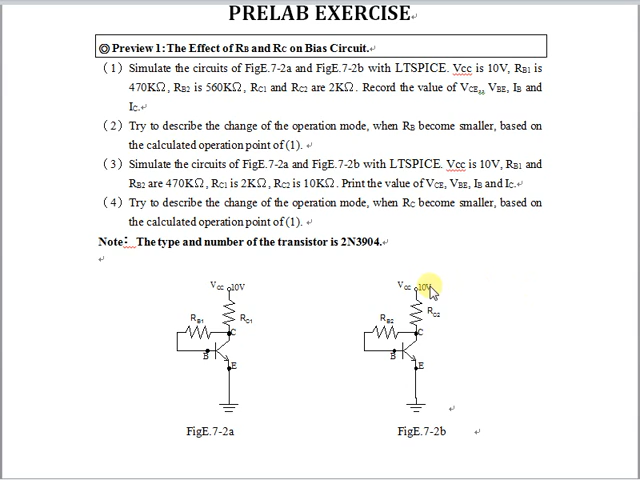 PRELAB EXERCISE
◎ Preview 1: The Effect of RB and RC on Bias Circuit.
(1) Simulate the circuits of FigE.7-2a and FigE.7-2b with LTSPICE. Vcc is 10V, RB1 is
470KΩ, RB2 is 560KΩ, RC1 and RC2 are 2KΩ. Record the value of VCE, VBE, IB and
IC.
(2) Try to describe the change of the operation mode, when RB become smaller, based on
the calculated operation point of (1).
(3) Simulate the circuits of FigE.7-2a and FigE.7-2b with LTSPICE. Vcc is 10V, RB1 and
RB2 are 470KΩ, RC1 is 2KΩ, RC2 is 10KΩ. Print the value of VCE, VBE, IB and IC.
(4) Try to describe the change of the operation mode, when RC become smaller, based on
the calculated operation point of (1).
Note: The type and number of the transistor is 2N3904.
Vcc 10V Vcc 10V
RB1 RC1 RB2 RC2
C C
B B
E E
FigE.7-2a FigE.7-2b